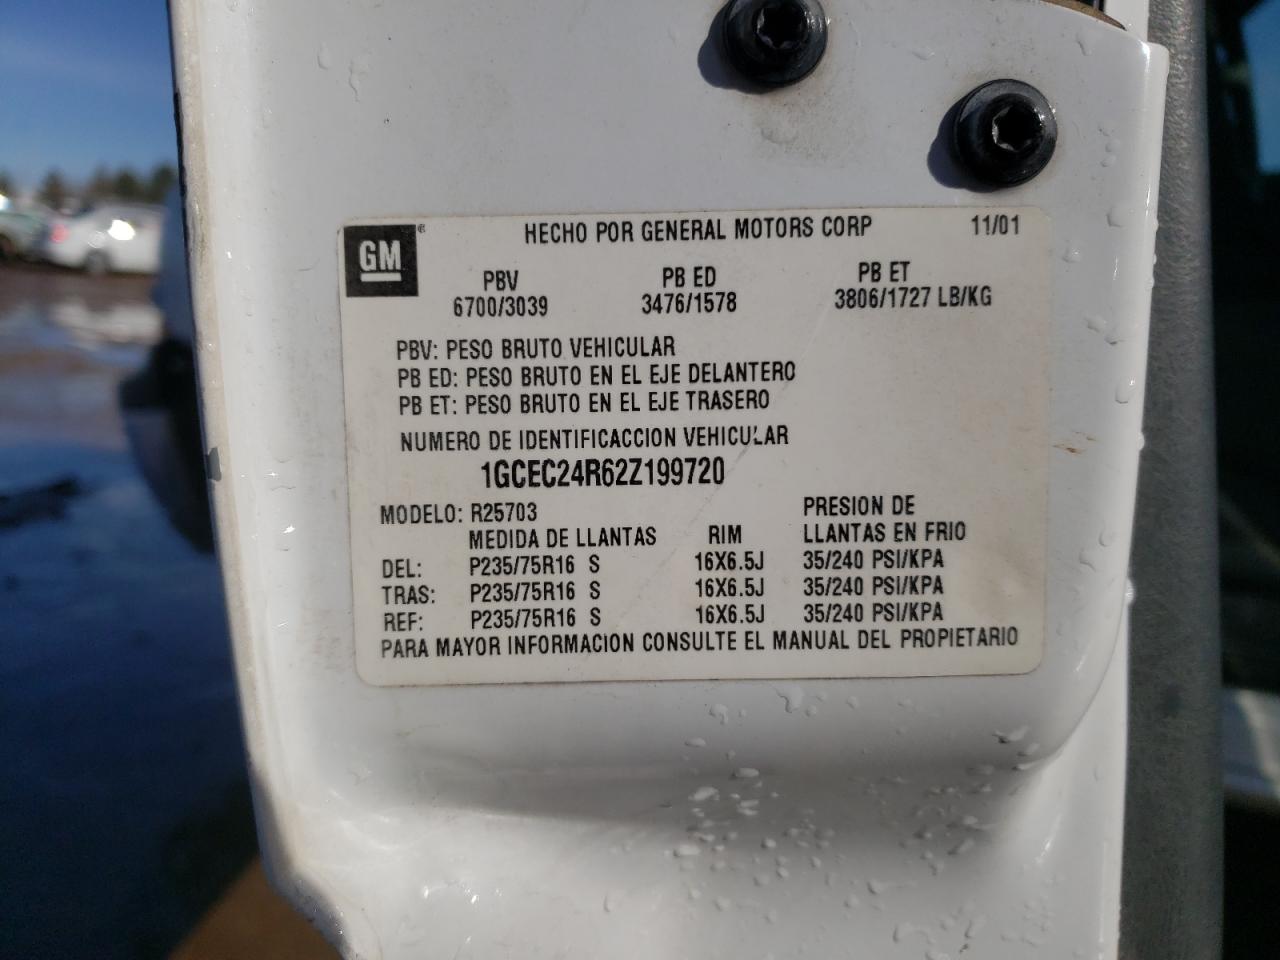 GM ® HECHO POR GENERAL MOTORS CORP 11/01
PBV PB ED PB ET
6700/3039 3476/1578 3806/1727 LB/KG
PBV: PESO BRUTO VEHICULAR
PB ED: PESO BRUTO EN EL EJE DELANTERO
PB ET: PESO BRUTO EN EL EJE TRASERO
NUMERO DE IDENTIFICACCION VEHICULAR
1GCEC24R62Z199720
MODELO: R25703 PRESION DE
MEDIDA DE LLANTAS RIM LLANTAS EN FRIO
DEL: P235/75R16 S 16X6.5J 35/240 PSI/KPA
TRAS: P235/75R16 S 16X6.5J 35/240 PSI/KPA
REF: P235/75R16 S 16X6.5J 35/240 PSI/KPA
PARA MAYOR INFORMACION CONSULTE EL MANUAL DEL PROPIETARIO